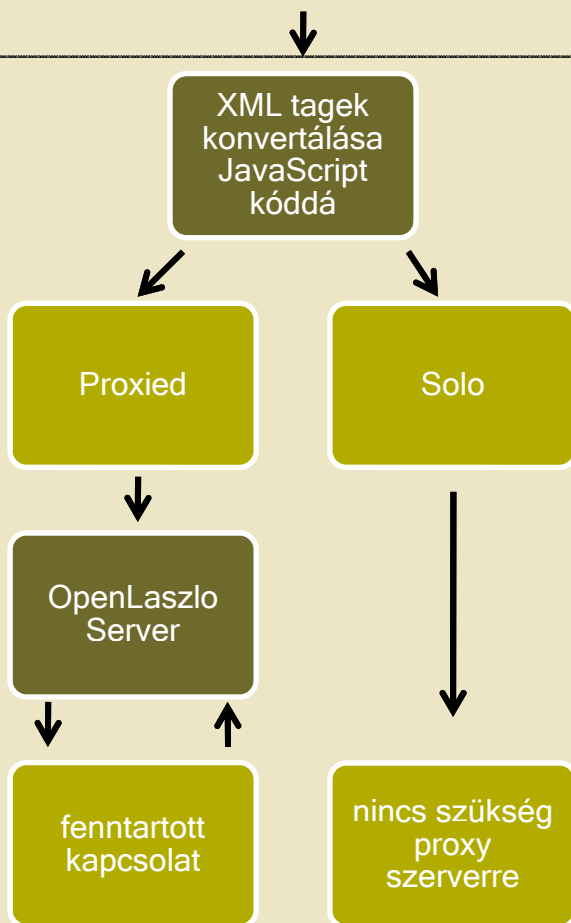 XML tagek
konvertálása
JavaScript
kóddá
Proxied
Solo
OpenLaszlo
Server
fenntartott
kapcsolat
nincs szükség
proxy
szerverre